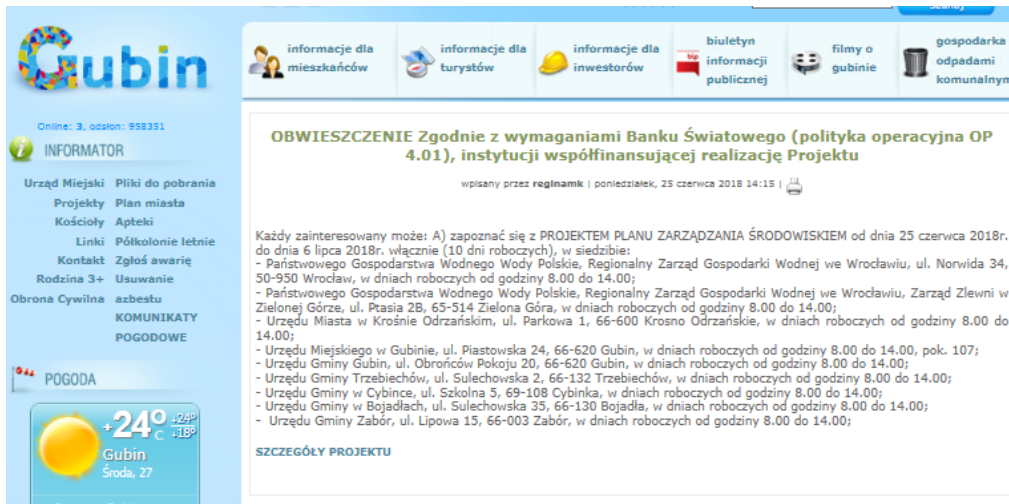 szukaj
Gubin
informacje dla
mieszkańców
informacje dla
turystów
informacje dla
inwestorów
bip
biuletyn
informacji
publicznej
filmy o
gubinie
gospodarka
odpadami
komunalnym
Online: 3, odsłon: 958351
INFORMATOR
Urząd Miejski Pliki do pobrania
Projekty Plan miasta
Kościoły Apteki
Linki Półkolonie letnie
Kontakt Zgłoś awarię
Rodzina 3+ Usuwanie
Obrona Cywilna azbestu
KOMUNIKATY
POGODOWE
POGODA
+24° C +24° +18°
Gubin
Środa, 27
OBWIESZCZENIE Zgodnie z wymaganiami Banku Światowego (polityka operacyjna OP
4.01), instytucji współfinansującej realizację Projektu
wpisany przez reginamk | poniedziałek, 25 czerwca 2018 14:15 |
Każdy zainteresowany może: A) zapoznać się z PROJEKTEM PLANU ZARZĄDZANIA ŚRODOWISKIEM od dnia 25 czerwca 2018r.
do dnia 6 lipca 2018r. włącznie (10 dni roboczych), w siedzibie:
- Państwowego Gospodarstwa Wodnego Wody Polskie, Regionalny Zarząd Gospodarki Wodnej we Wrocławiu, ul. Norwida 34,
50-950 Wrocław, w dniach roboczych od godziny 8.00 do 14.00;
- Państwowego Gospodarstwa Wodnego Wody Polskie, Regionalny Zarząd Gospodarki Wodnej we Wrocławiu, Zarząd Zlewni w
Zielonej Górze, ul. Ptasia 2B, 65-514 Zielona Góra, w dniach roboczych od godziny 8.00 do 14.00;
- Urzędu Miasta w Krośnie Odrzańskim, ul. Parkowa 1, 66-600 Krosno Odrzańskie, w dniach roboczych od godziny 8.00 do
14.00;
- Urzędu Miejskiego w Gubinie, ul. Piastowska 24, 66-620 Gubin, w dniach roboczych od godziny 8.00 do 14.00, pok. 107;
- Urzędu Gminy Gubin, ul. Obrońców Pokoju 20, 66-620 Gubin, w dniach roboczych od godziny 8.00 do 14.00;
- Urzędu Gminy Trzebiechów, ul. Sulechowska 2, 66-132 Trzebiechów, w dniach roboczych od godziny 8.00 do 14.00;
- Urzędu Gminy w Cybince, ul. Szkolna 5, 69-108 Cybinka, w dniach roboczych od godziny 8.00 do 14.00;
- Urzędu Gminy w Bojadłach, ul. Sulechowska 35, 66-130 Bojadła, w dniach roboczych od godziny 8.00 do 14.00;
- Urzędu Gminy Zabór, ul. Lipowa 15, 66-003 Zabór, w dniach roboczych od godziny 8.00 do 14.00;
SZCZEGÓŁY PROJEKTU